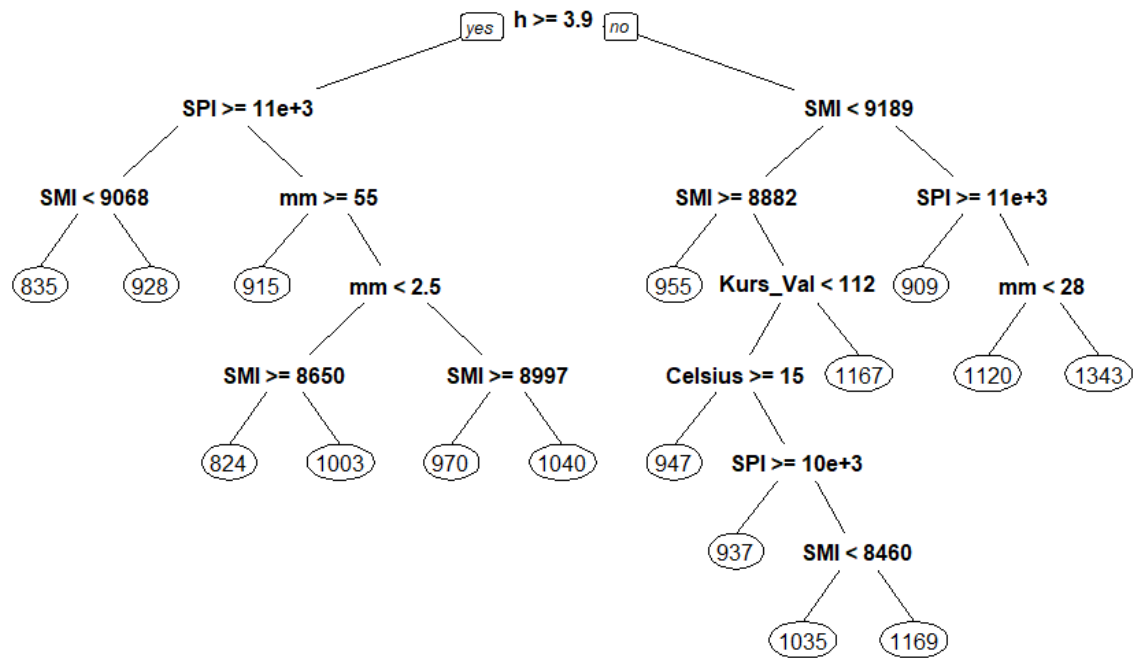 yes h >= 3.9 no
SPI >= 11e+3 SMI < 9189
SMI < 9068 mm >= 55 SMI >= 8882 SPI >= 11e+3
835 928 915 mm < 2.5 955 Kurs_Val < 112 909 mm < 28
SMI >= 8650 SMI >= 8997 Celsius >= 15 1167 1120 1343
824 1003 970 1040 947 SPI >= 10e+3
937 SMI < 8460
1035 1169